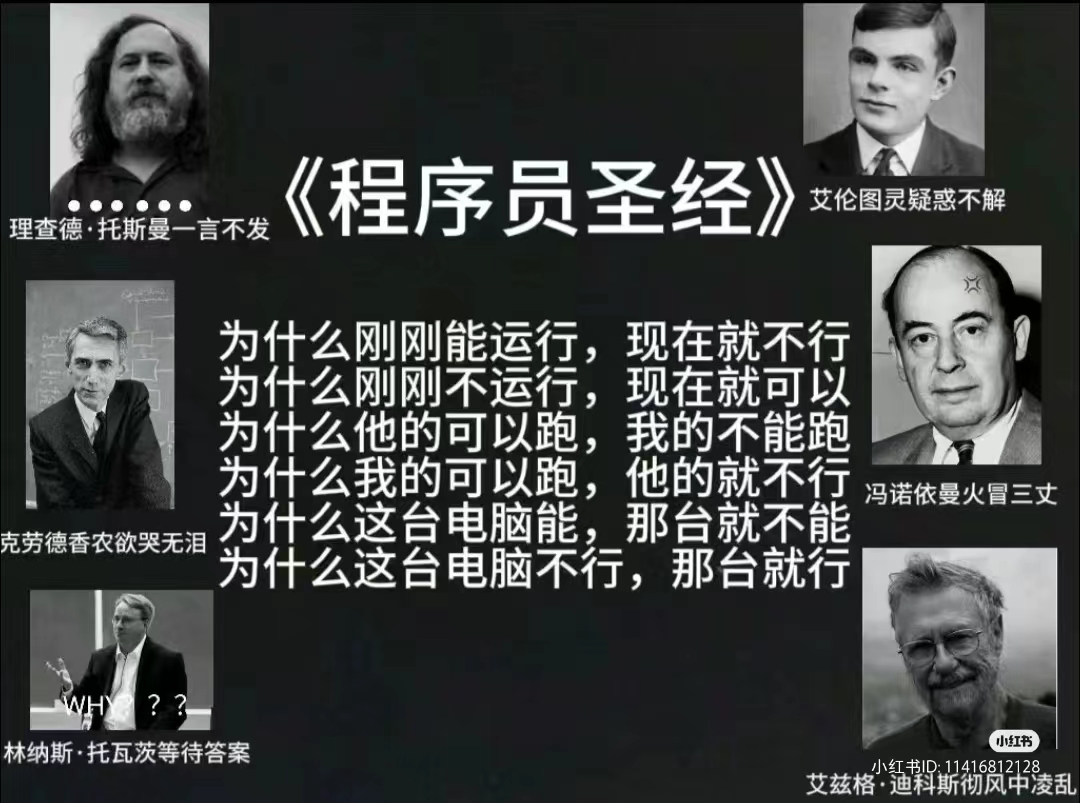 《程序员圣经》
......
理查德·托斯曼一言不发
艾伦图灵疑惑不解
为什么刚刚能运行，现在就不行
为什么刚刚不运行，现在就可以
为什么他的可以跑，我的不能跑
为什么我的可以跑，他的就不行
为什么这台电脑能，那台就不能
为什么这台电脑不行，那台就行
克劳德香农欲哭无泪
冯诺依曼火冒三丈
WHY？？？
林纳斯·托瓦茨等待答案
小红书
小红书ID: 11416812128
艾兹格·迪科斯彻风中凌乱